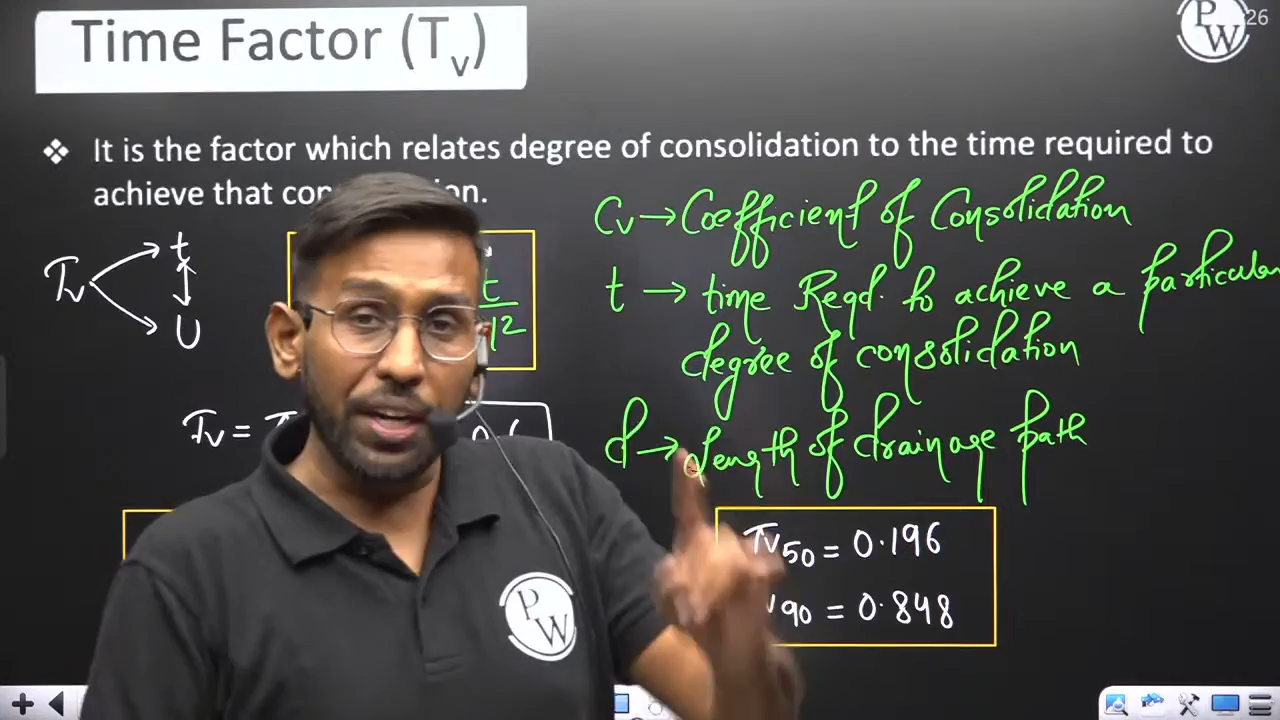 Time Factor (Tv)
PW
26
❖ It is the factor which relates degree of consolidation to the time required to
achieve that
Cv → Coefficient of Consolidation
Tv
t
U
t
t → time Reqd. to achieve a particular
degree of consolidation
d → Length of drainage path
Tv =
Tv50 = 0.196
90 = 0.848
PW